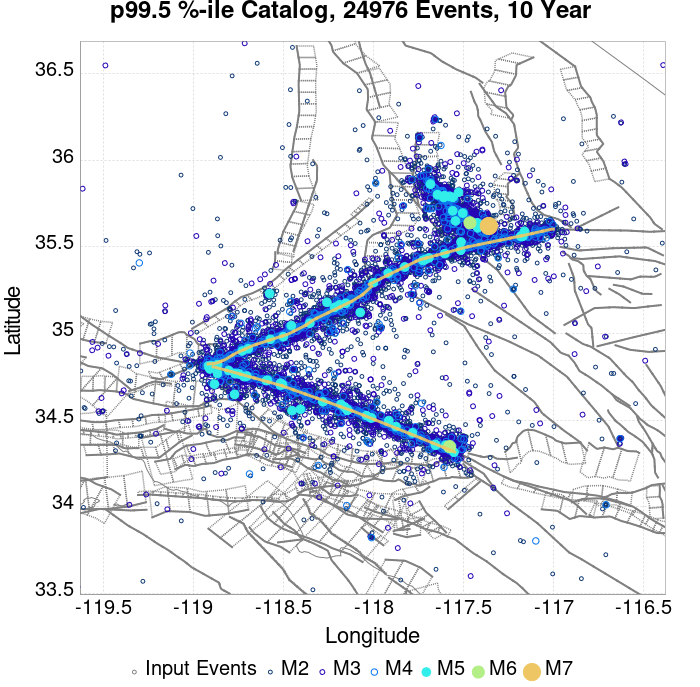 p99.5 %-ile Catalog, 24976 Events, 10 Year
36.5
36
35.5
35
34.5
34
33.5
Latitude
-119.5 -119 -118.5 -118 -117.5 -117 -116.5
Longitude
Input Events M2 M3 M4 M5 M6 M7